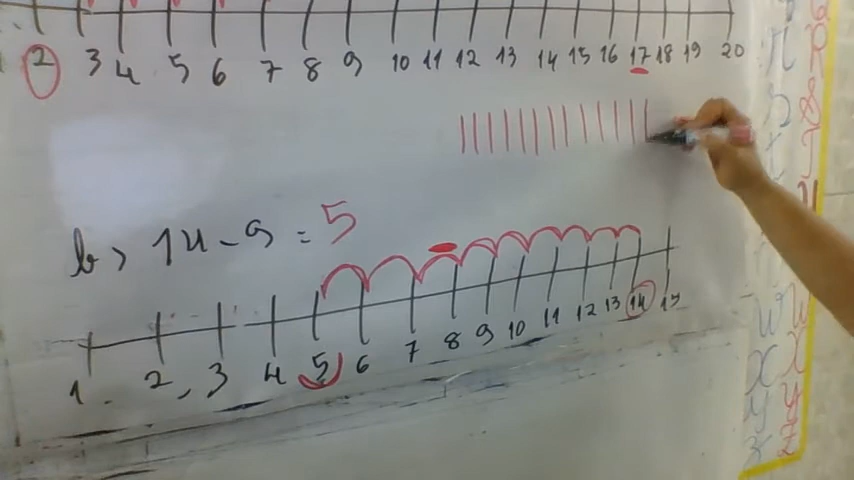 2 3 4 5 6 7 8 9 10 11 12 13 14 15 16 17 18 19 20
b> 14 - 9 = 5
1 2 3 4 5 6 7 8 9 10 11 12 13 14 15